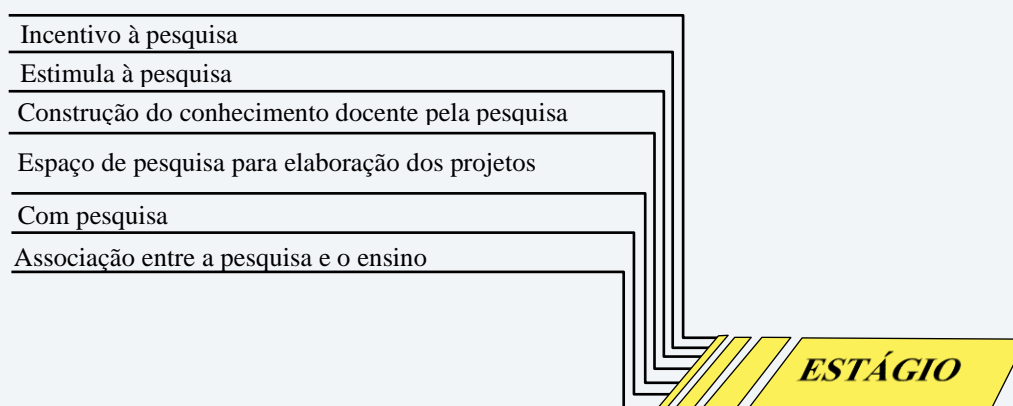 Incentivo à pesquisa
Estimula à pesquisa
Construção do conhecimento docente pela pesquisa
Espaço de pesquisa para elaboração dos projetos
Com pesquisa
Associação entre a pesquisa e o ensino
ESTÁGIO